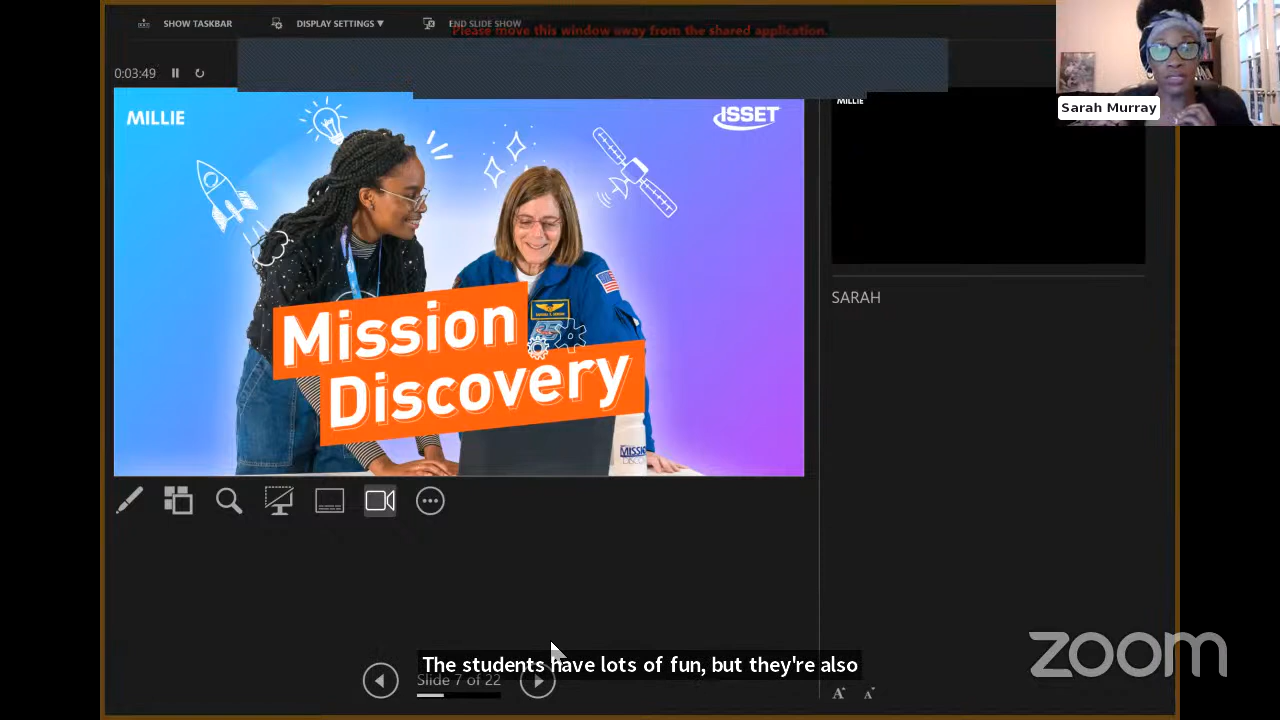 SHOW TASKBAR
DISPLAY SETTINGS ▼
END SLIDE SHOW
Please move this window away from the shared application.
Sarah Murray
0:03:49
MILLIE
ISSET
MILLIE
Mission
Discovery
SARAH
The students have lots of fun, but they're also
Slide 7 of 22
A A
zoom